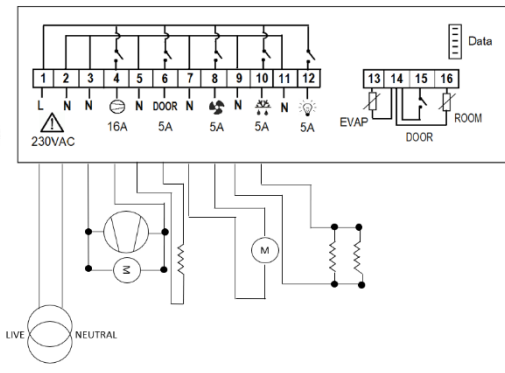 Data
1 2 3 4 5 6 7 8 9 10 11 12
13 14 15 16
L N N N DOOR N N N
16A 5A 5A 5A 5A
230VAC
EVAP ROOM
DOOR
M
M
LIVE NEUTRAL